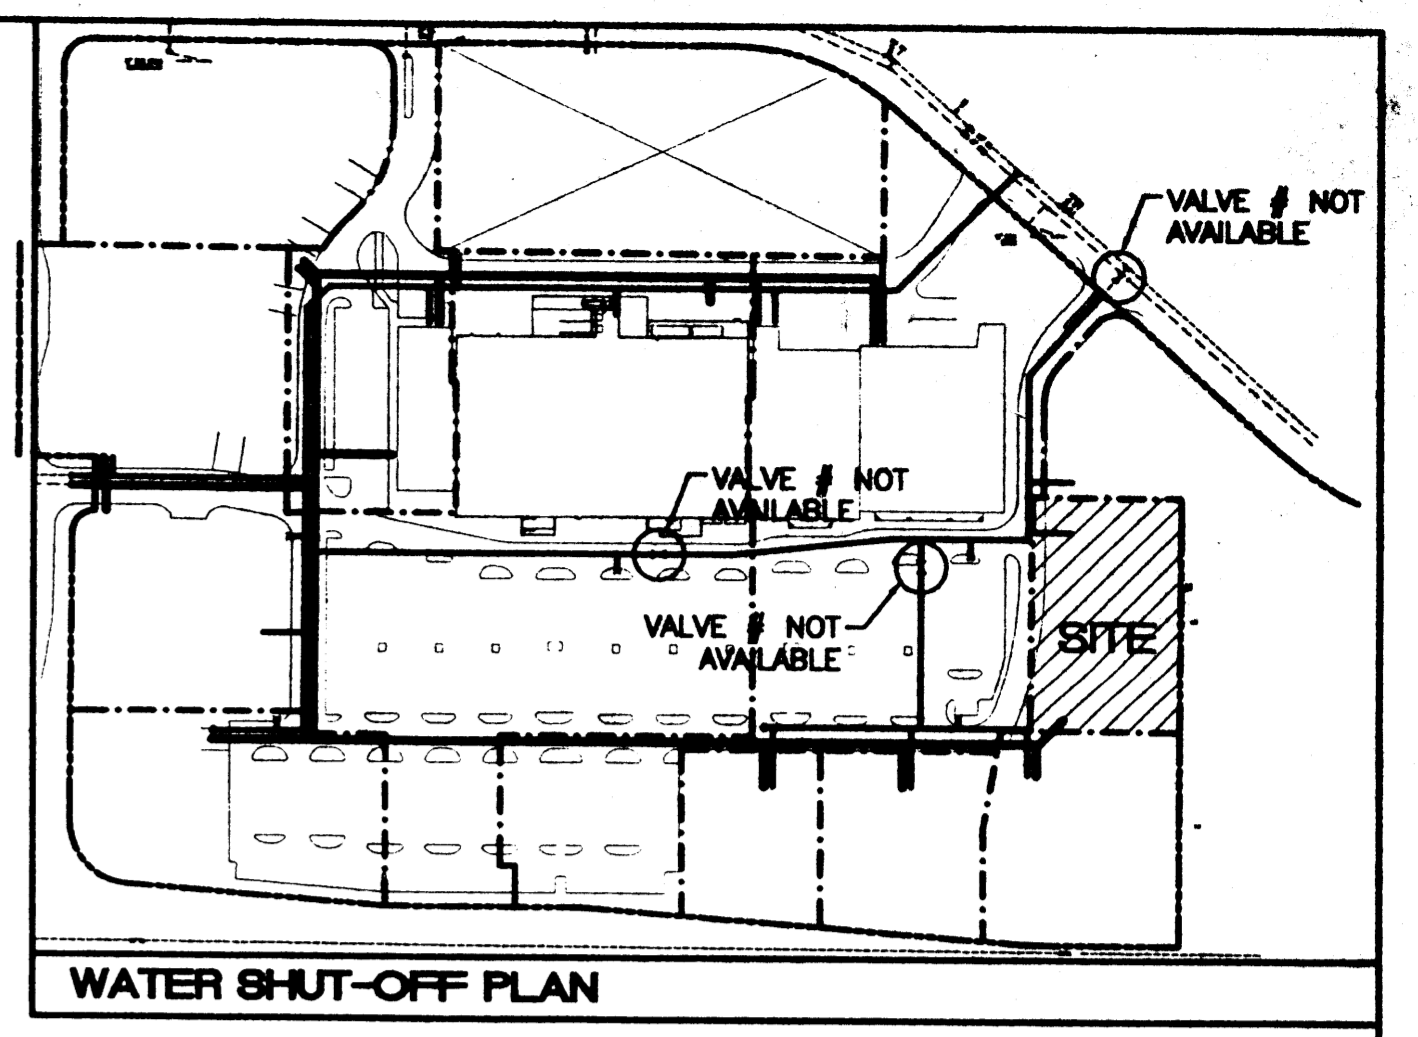 VALVE # NOT
AVAILABLE
VALVE # NOT
AVAILABLE
VALVE # NOT
AVAILABLE
SITE
WATER SHUT-OFF PLAN